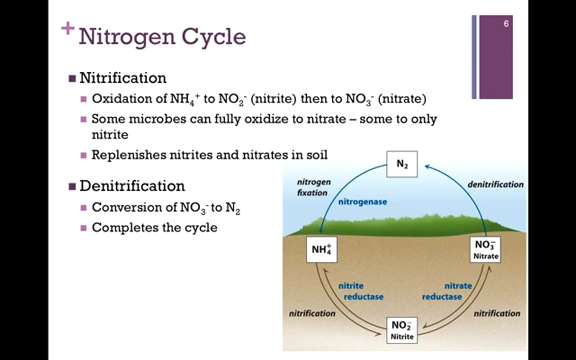 6
+ Nitrogen Cycle
■ Nitrification
■ Oxidation of NH₄⁺ to NO₂⁻ (nitrite) then to NO₃⁻ (nitrate)
■ Some microbes can fully oxidize to nitrate – some to only
nitrite
■ Replenishes nitrites and nitrates in soil
■ Denitrification
■ Conversion of NO₃⁻ to N₂
■ Completes the cycle
N₂
nitrogen
fixation
denitrification
nitrogenase
NH₄⁺
NO₃⁻
Nitrate
nitrite
reductase
nitrate
reductase
nitrification
nitrification
NO₂⁻
Nitrite